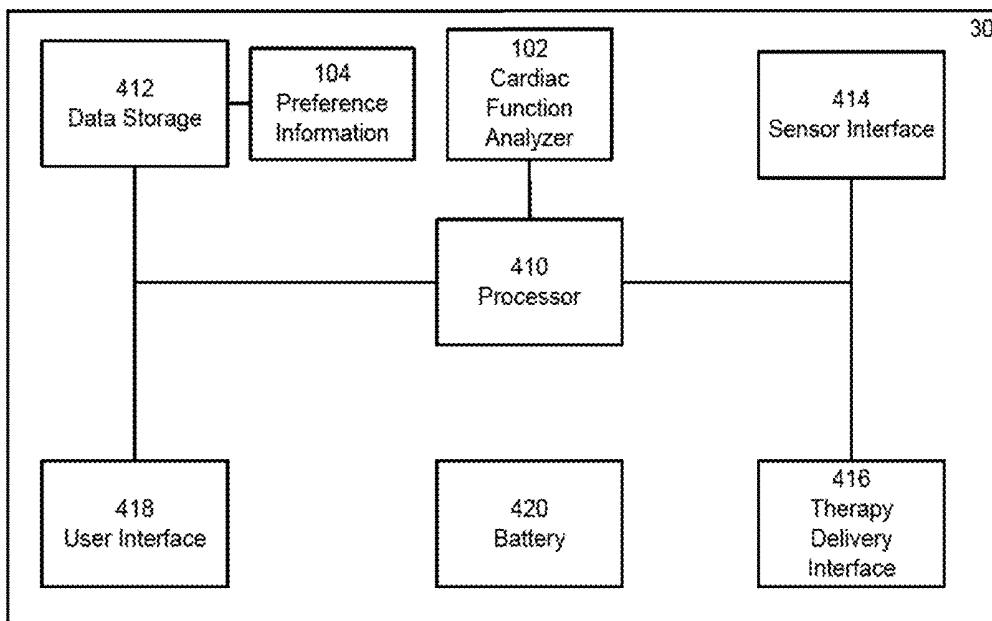 30
412
Data Storage
104
Preference
Information
102
Cardiac
Function
Analyzer
414
Sensor Interface
410
Processor
418
User Interface
420
Battery
416
Therapy
Delivery
Interface